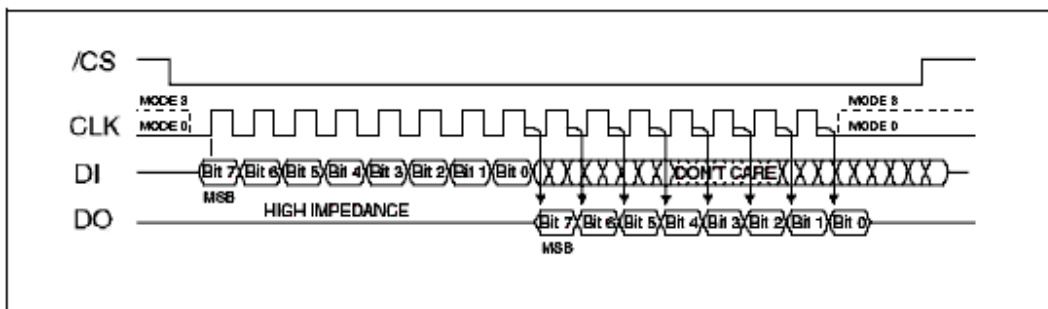 /CS
MODE 3
MODE 3
CLK
MODE 0
MODE 0
DI
Bit 7 Bit 6 Bit 5 Bit 4 Bit 3 Bit 2 Bit 1 Bit 0
DON'T CARE
MSB
HIGH IMPEDANCE
DO
Bit 7 Bit 6 Bit 5 Bit 4 Bit 3 Bit 2 Bit 1 Bit 0
MSB